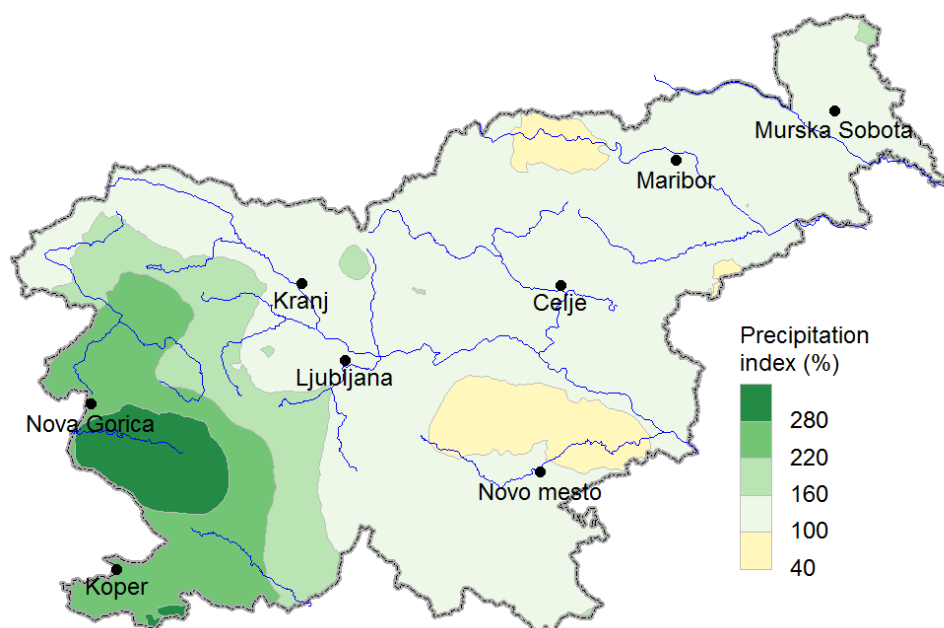 Murska Sobota
Maribor
Kranj
Celje
Precipitation
index (%)
Ljubljana
Nova Gorica
280
220
Novo mesto
160
100
Koper
40